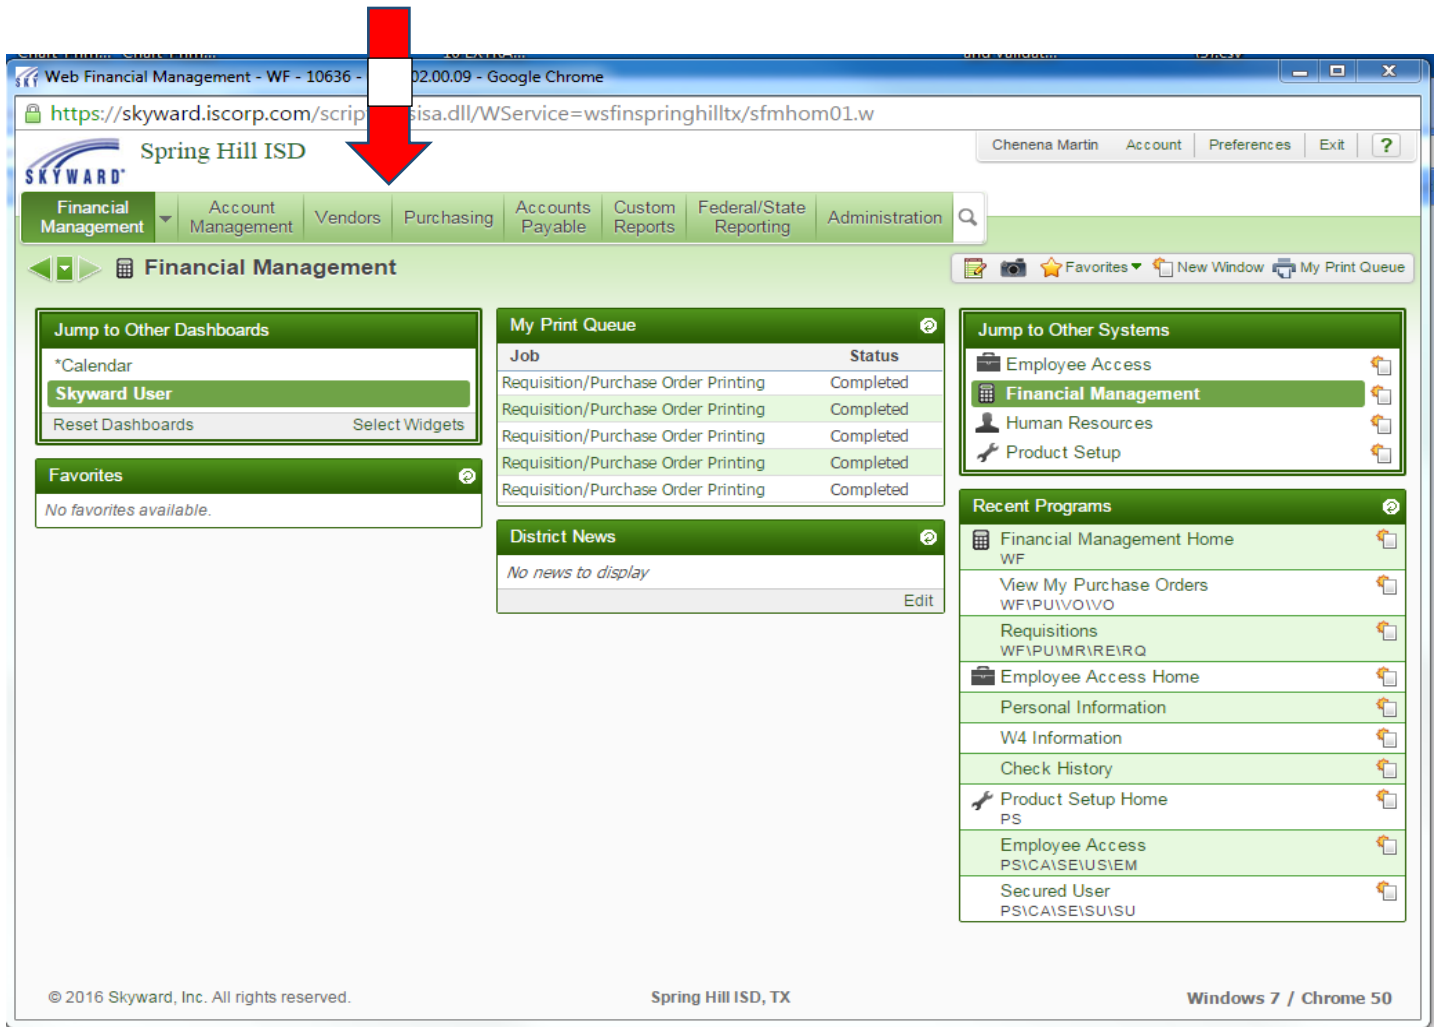 Web Financial Management - WF - 10636 - 02.00.09 - Google Chrome
https://skyward.iscorp.com/scrip sisa.dll/WService=wsfinspringhilltx/sfmhom01.w
SKYWARD Spring Hill ISD
Chenena Martin Account Preferences Exit ?
Financial Management
Account Management
Vendors
Purchasing
Accounts Payable
Custom Reports
Federal/State Reporting
Administration
Financial Management
Favorites New Window My Print Queue
Jump to Other Dashboards
*Calendar
Skyward User
Reset Dashboards Select Widgets
Favorites
No favorites available.
My Print Queue
Job Status
Requisition/Purchase Order Printing Completed
Requisition/Purchase Order Printing Completed
Requisition/Purchase Order Printing Completed
Requisition/Purchase Order Printing Completed
Requisition/Purchase Order Printing Completed
District News
No news to display
Edit
Jump to Other Systems
Employee Access
Financial Management
Human Resources
Product Setup
Recent Programs
Financial Management Home
WF
View My Purchase Orders
WF\PU\VO\VO
Requisitions
WF\PU\MR\RE\RQ
Employee Access Home
Personal Information
W4 Information
Check History
Product Setup Home
PS
Employee Access
PS\CA\SE\US\EM
Secured User
PS\CA\SE\SU\SU
© 2016 Skyward, Inc. All rights reserved.
Spring Hill ISD, TX
Windows 7 / Chrome 50